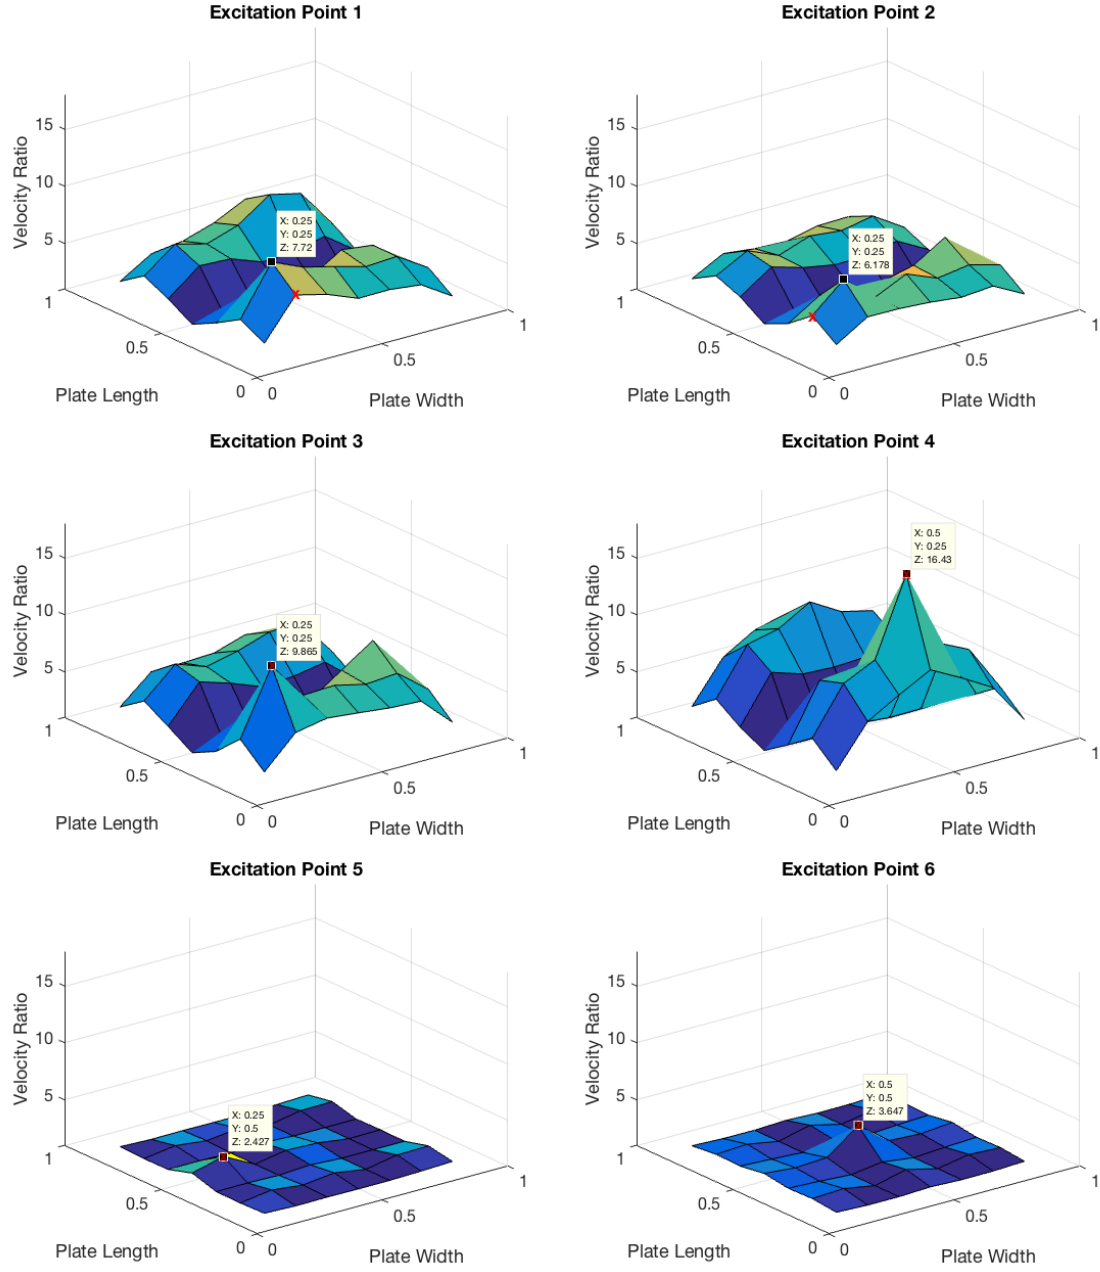 Excitation Point 1
Velocity Ratio
15
10
5
X: 0.25
Y: 0.25
Z: 7.72
1
0.5
0
0
0.5
1
Plate Length
Plate Width
Excitation Point 2
Velocity Ratio
15
10
5
X: 0.25
Y: 0.25
Z: 6.178
1
0.5
0
0
0.5
1
Plate Length
Plate Width
Excitation Point 3
Velocity Ratio
15
10
5
X: 0.25
Y: 0.25
Z: 9.865
1
0.5
0
0
0.5
1
Plate Length
Plate Width
Excitation Point 4
Velocity Ratio
15
10
5
X: 0.5
Y: 0.25
Z: 16.43
1
0.5
0
0
0.5
1
Plate Length
Plate Width
Excitation Point 5
Velocity Ratio
15
10
5
X: 0.25
Y: 0.5
Z: 2.427
1
0.5
0
0
0.5
1
Plate Length
Plate Width
Excitation Point 6
Velocity Ratio
15
10
5
X: 0.5
Y: 0.5
Z: 3.647
1
0.5
0
0
0.5
1
Plate Length
Plate Width